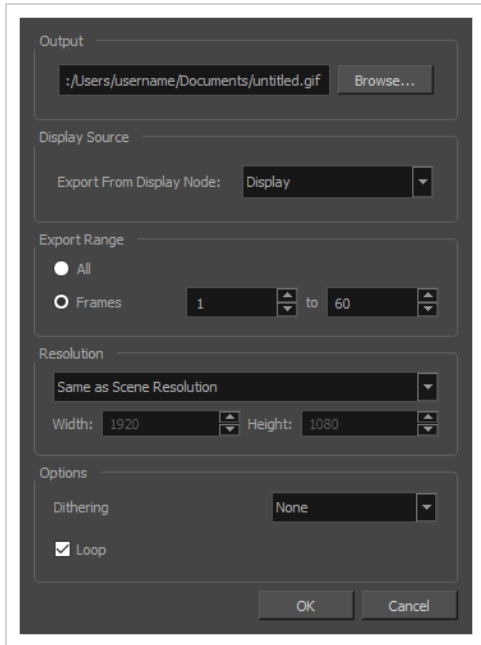 Output
:/Users/username/Documents/untitled.gif Browse...
Display Source
Export From Display Node: Display
Export Range
All
Frames 1 to 60
Resolution
Same as Scene Resolution
Width: 1920 Height: 1080
Options
Dithering None
Loop
OK Cancel